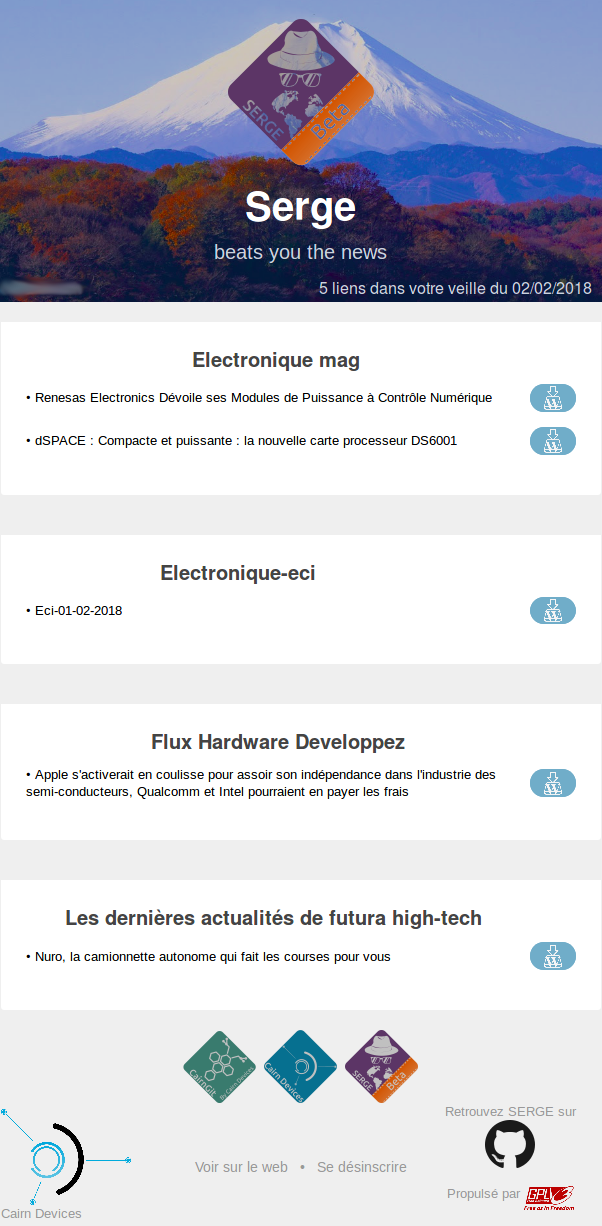 SERGE
Beta
Serge
beats you the news
5 liens dans votre veille du 02/02/2018
Electronique mag
• Renesas Electronics Dévoile ses Modules de Puissance à Contrôle Numérique
• dSPACE : Compacte et puissante : la nouvelle carte processeur DS6001
Electronique-eci
• Eci-01-02-2018
Flux Hardware Developpez
• Apple s'activerait en coulisse pour assoir son indépendance dans l'industrie des
semi-conducteurs, Qualcomm et Intel pourraient en payer les frais
Les dernières actualités de futura high-tech
• Nuro, la camionnette autonome qui fait les courses pour vous
CairnGit
By Cairn Devices
Cairn Devices
SERGE
Beta
Retrouvez SERGE sur
Voir sur le web • Se désinscrire
Propulsé par GPLv3
Free as in Freedom
Cairn Devices